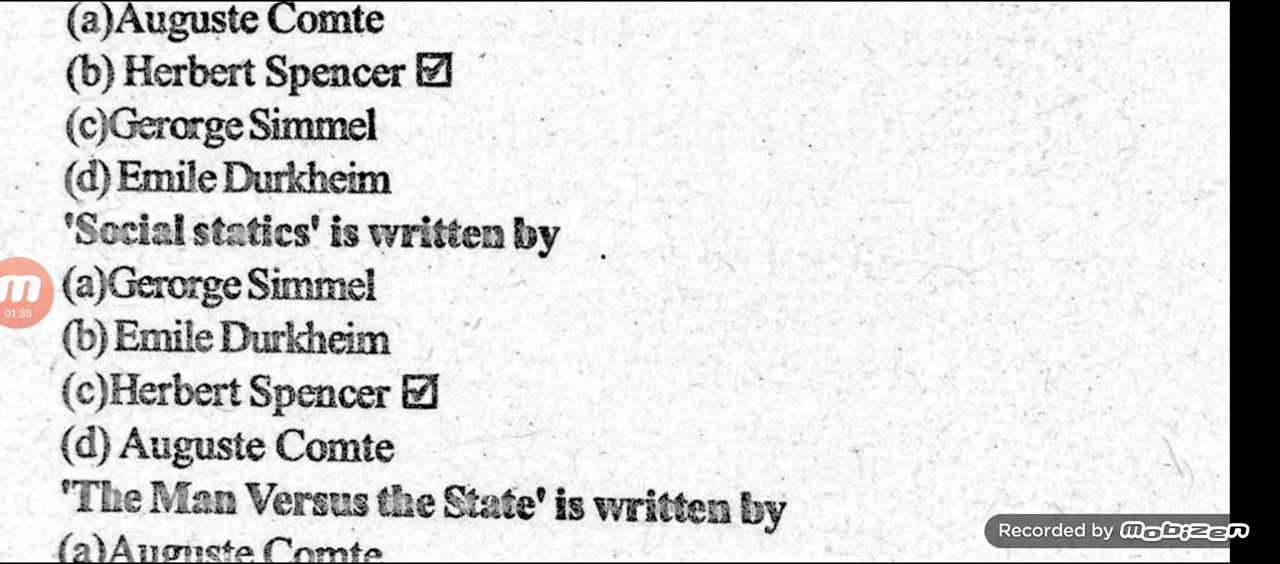 (a)Auguste Comte
(b) Herbert Spencer ☑
(c)Gerorge Simmel
(d) Emile Durkheim
'Social statics' is written by
(a)Gerorge Simmel
(b) Emile Durkheim
(c)Herbert Spencer ☑
(d) Auguste Comte
'The Man Versus the State' is written by
(a)Auguste Comte
m
01:35
Recorded by mobizen